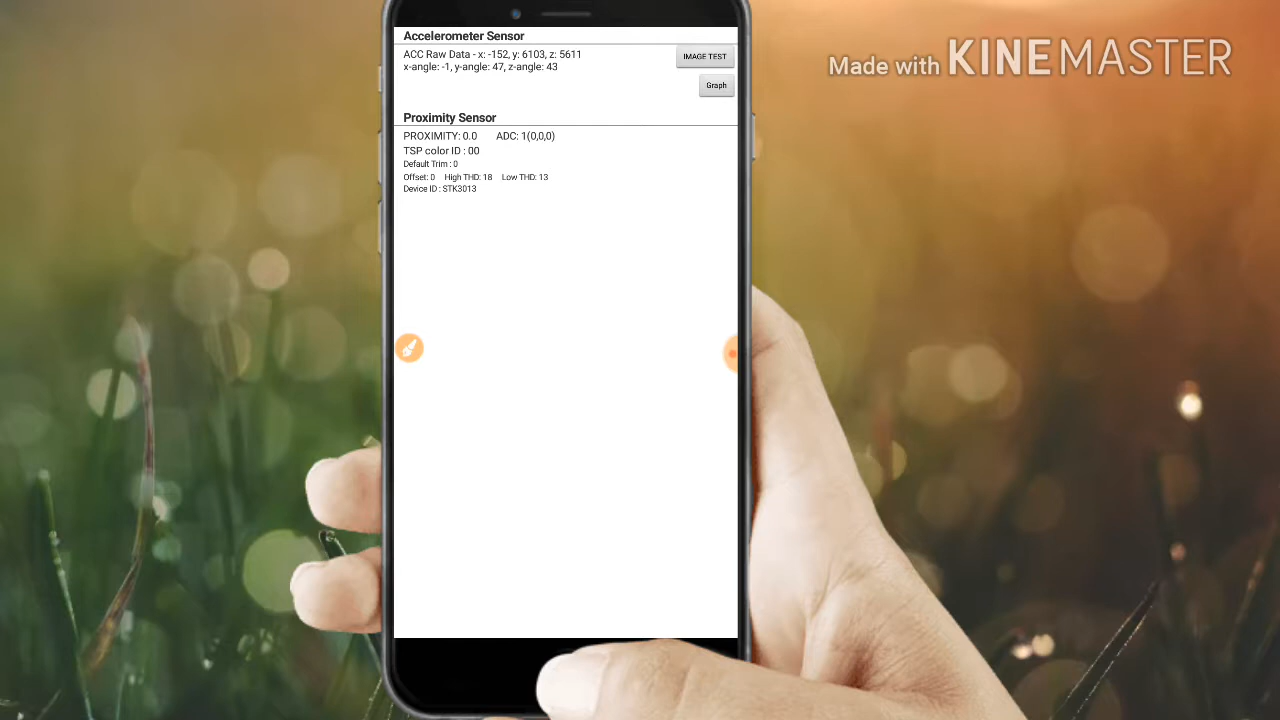 Accelerometer Sensor
ACC Raw Data - x: -152, y: 6103, z: 5611
x-angle: -1, y-angle: 47, z-angle: 43
IMAGE TEST
Graph
Proximity Sensor
PROXIMITY: 0.0 ADC: 1(0,0,0)
TSP color ID : 00
Default Trim : 0
Offset: 0 High THD: 18 Low THD: 13
Device ID : STK3013
Made with KINEMASTER